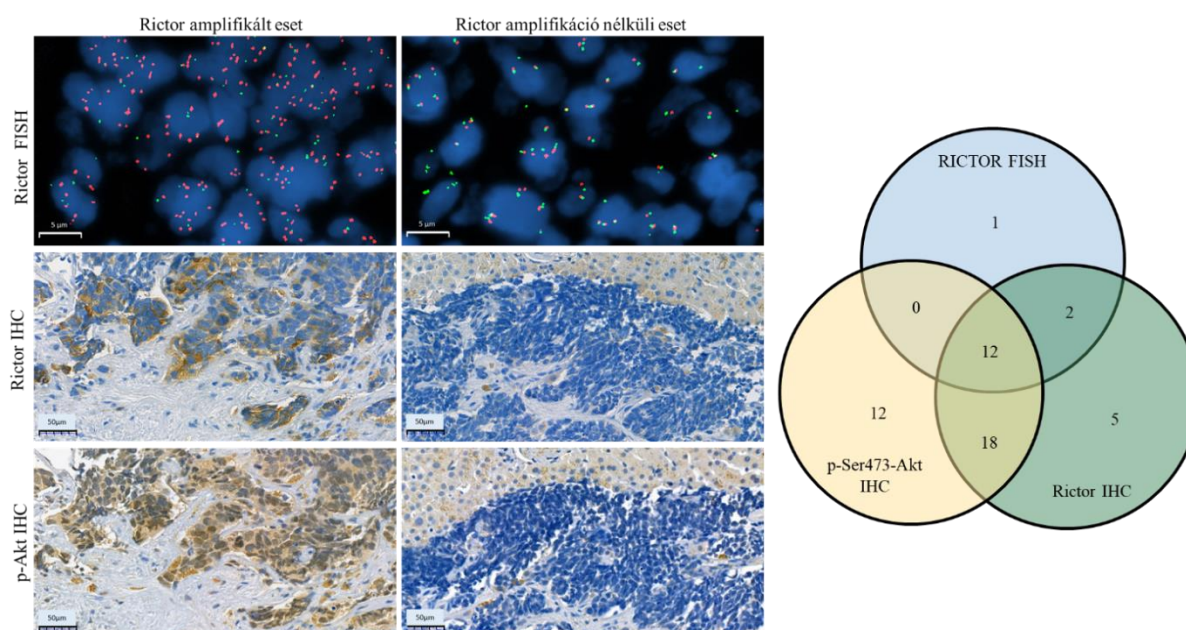 Rictor amplifikált eset
Rictor amplifikáció nélküli eset
Rictor FISH
5 µm
5 µm
Rictor IHC
50µm
50µm
p-Akt IHC
50µm
50µm
RICTOR FISH
1
0
2
12
12
18
5
p-Ser473-Akt
IHC
Rictor IHC